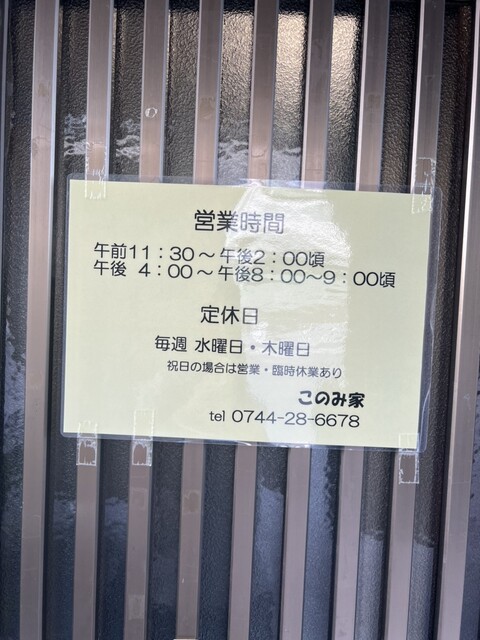 営業時間
午前11：30～午後2：00頃
午後 4：00～午後8：00～9：00頃
定休日
毎週 水曜日・木曜日
祝日の場合は営業・臨時休業あり
このみ家
tel 0744-28-6678